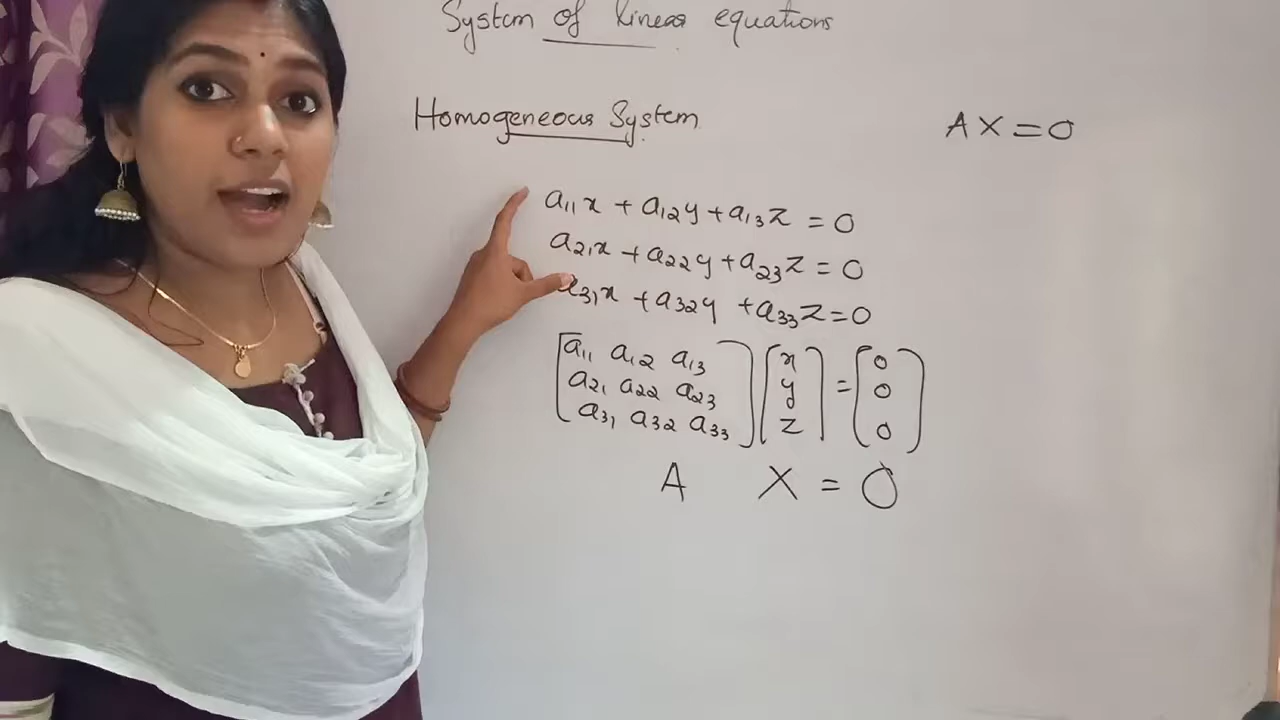 System of linear equations
Homogeneous System
AX=0
a₁₁x + a₁₂y + a₁₃z = 0
a₂₁x + a₂₂y + a₂₃z = 0
a₃₁x + a₃₂y + a₃₃z = 0
[a₁₁ a₁₂ a₁₃] [x] = [0]
[a₂₁ a₂₂ a₂₃] [y] [0]
[a₃₁ a₃₂ a₃₃] [z] [0]
A X = 0